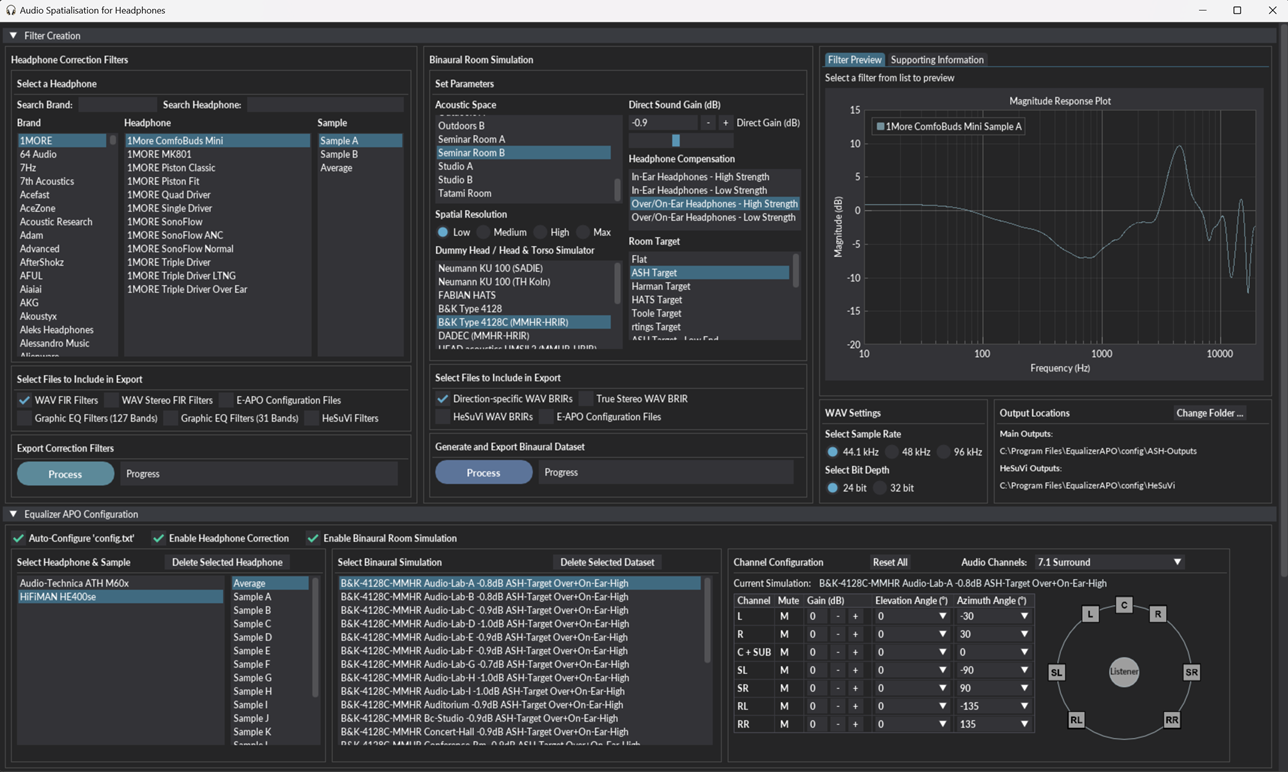 Audio Spatialisation for Headphones
Filter Creation
Headphone Correction Filters
Select a Headphone
Search Brand:
Search Headphone:
Brand
Headphone
Sample
1MORE
64 Audio
7Hz
7th Acoustics
Acefast
AceZone
Acoustic Research
Adam
Advanced
AfterShokz
AFUL
Aiaiai
AKG
Akoustyx
Aleks Headphones
Alessandro Music
Alienware
1More ComfoBuds Mini
1MORE MK801
1MORE Piston Classic
1MORE Piston Fit
1MORE Quad Driver
1MORE Single Driver
1MORE SonoFlow
1MORE SonoFlow ANC
1MORE SonoFlow Normal
1MORE Triple Driver
1MORE Triple Driver LTNG
1MORE Triple Driver Over Ear
Sample A
Sample B
Average
Select Files to Include in Export
WAV FIR Filters
WAV Stereo FIR Filters
E-APO Configuration Files
Graphic EQ Filters (127 Bands)
Graphic EQ Filters (31 Bands)
HeSuVi Filters
Export Correction Filters
Process
Progress
Binaural Room Simulation
Set Parameters
Acoustic Space
Outdoors B
Seminar Room A
Seminar Room B
Studio A
Studio B
Tatami Room
Spatial Resolution
Low
Medium
High
Max
Dummy Head / Head & Torso Simulator
Neumann KU 100 (SADIE)
Neumann KU 100 (TH Koln)
FABIAN HATS
B&K Type 4128
B&K Type 4128C (MMHR-HRIR)
DADEC (MMHR-HRIR)
HEAD acoustics HMSII.2 (MMHR-HRIR)
Direct Sound Gain (dB)
-0.9
-
+
Direct Gain (dB)
Headphone Compensation
In-Ear Headphones - High Strength
In-Ear Headphones - Low Strength
Over/On-Ear Headphones - High Strength
Over/On-Ear Headphones - Low Strength
Room Target
Flat
ASH Target
Harman Target
HATS Target
Toole Target
rtings Target
ASH Target - Low End
Select Files to Include in Export
Direction-specific WAV BRIRs
True Stereo WAV BRIR
HeSuVi WAV BRIRs
E-APO Configuration Files
Generate and Export Binaural Dataset
Process
Progress
Filter Preview
Supporting Information
Select a filter from list to preview
Magnitude Response Plot
1More ComfoBuds Mini Sample A
Magnitude (dB)
15
10
5
0
-5
-10
-15
-20
10
100
1000
10000
Frequency (Hz)
WAV Settings
Select Sample Rate
44.1 kHz
48 kHz
96 kHz
Select Bit Depth
24 bit
32 bit
Output Locations
Change Folder ...
Main Outputs:
C:\Program Files\EqualizerAPO\config\ASH-Outputs
HeSuVi Outputs:
C:\Program Files\EqualizerAPO\config\HeSuVi
Equalizer APO Configuration
Auto-Configure 'config.txt'
Enable Headphone Correction
Enable Binaural Room Simulation
Select Headphone & Sample
Delete Selected Headphone
Audio-Technica ATH M60x
HIFIMAN HE400se
Average
Sample A
Sample B
Sample C
Sample D
Sample E
Sample F
Sample G
Sample H
Sample I
Sample J
Sample K
Sample L
Select Binaural Simulation
Delete Selected Dataset
B&K-4128C-MMHR Audio-Lab-A -0.8dB ASH-Target Over+On-Ear-High
B&K-4128C-MMHR Audio-Lab-B -0.8dB ASH-Target Over+On-Ear-High
B&K-4128C-MMHR Audio-Lab-C -0.9dB ASH-Target Over+On-Ear-High
B&K-4128C-MMHR Audio-Lab-D -1.0dB ASH-Target Over+On-Ear-High
B&K-4128C-MMHR Audio-Lab-E -0.9dB ASH-Target Over+On-Ear-High
B&K-4128C-MMHR Audio-Lab-F -0.9dB ASH-Target Over+On-Ear-High
B&K-4128C-MMHR Audio-Lab-G -0.7dB ASH-Target Over+On-Ear-High
B&K-4128C-MMHR Audio-Lab-H -1.0dB ASH-Target Over+On-Ear-High
B&K-4128C-MMHR Audio-Lab-I -1.0dB ASH-Target Over+On-Ear-High
B&K-4128C-MMHR Auditorium -0.9dB ASH-Target Over+On-Ear-High
B&K-4128C-MMHR Bc-Studio -0.9dB ASH-Target Over+On-Ear-High
B&K-4128C-MMHR Concert-Hall -0.9dB ASH-Target Over+On-Ear-High
B&K-4128C-MMHR Conference-Rm -0.9dB ASH-Target Over+On-Ear-High
Channel Configuration
Reset All
Audio Channels:
7.1 Surround
Current Simulation: B&K-4128C-MMHR Audio-Lab-A -0.8dB ASH-Target Over+On-Ear-High
Channel Mute Gain (dB) Elevation Angle (°) Azimuth Angle (°)
L M 0 - + 0 -30
R M 0 - + 0 30
C + SUB M 0 - + 0 0
SL M 0 - + 0 -90
SR M 0 - + 0 90
RL M 0 - + 0 -135
RR M 0 - + 0 135
C
L
R
SL
Listener
SR
RL
RR